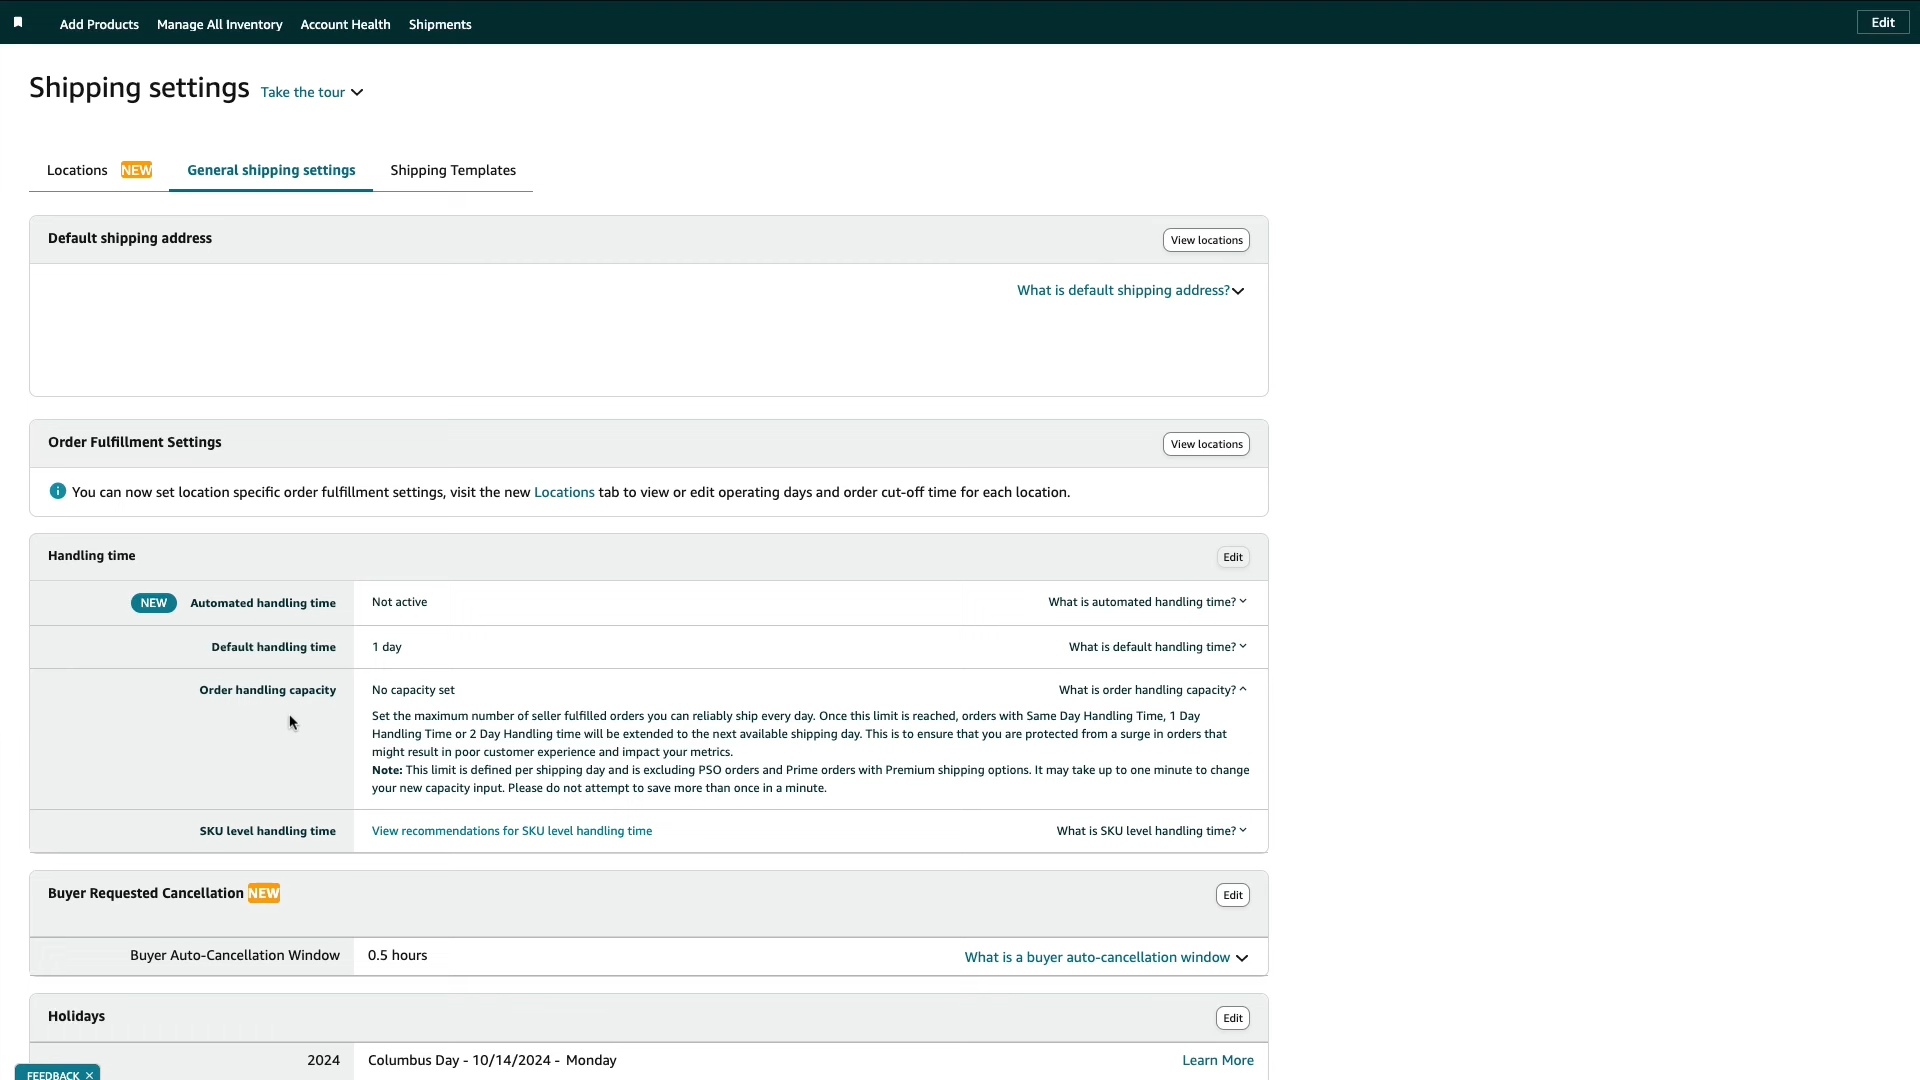 Add Products Manage All Inventory Account Health Shipments Edit
Shipping settings Take the tour
Locations NEW General shipping settings Shipping Templates
Default shipping address View locations
What is default shipping address?
Order Fulfillment Settings View locations
You can now set location specific order fulfillment settings, visit the new Locations tab to view or edit operating days and order cut-off time for each location.
Handling time Edit
NEW Automated handling time Not active What is automated handling time?
Default handling time 1 day What is default handling time?
Order handling capacity No capacity set What is order handling capacity?
Set the maximum number of seller fulfilled orders you can reliably ship every day. Once this limit is reached, orders with Same Day Handling Time, 1 Day
Handling Time or 2 Day Handling time will be extended to the next available shipping day. This is to ensure that you are protected from a surge in orders that
might result in poor customer experience and impact your metrics.
Note: This limit is defined per shipping day and is excluding PSO orders and Prime orders with Premium shipping options. It may take up to one minute to change
your new capacity input. Please do not attempt to save more than once in a minute.
SKU level handling time View recommendations for SKU level handling time What is SKU level handling time?
Buyer Requested Cancellation NEW Edit
Buyer Auto-Cancellation Window 0.5 hours What is a buyer auto-cancellation window
Holidays Edit
2024 Columbus Day - 10/14/2024 - Monday Learn More
FEEDBACK ×